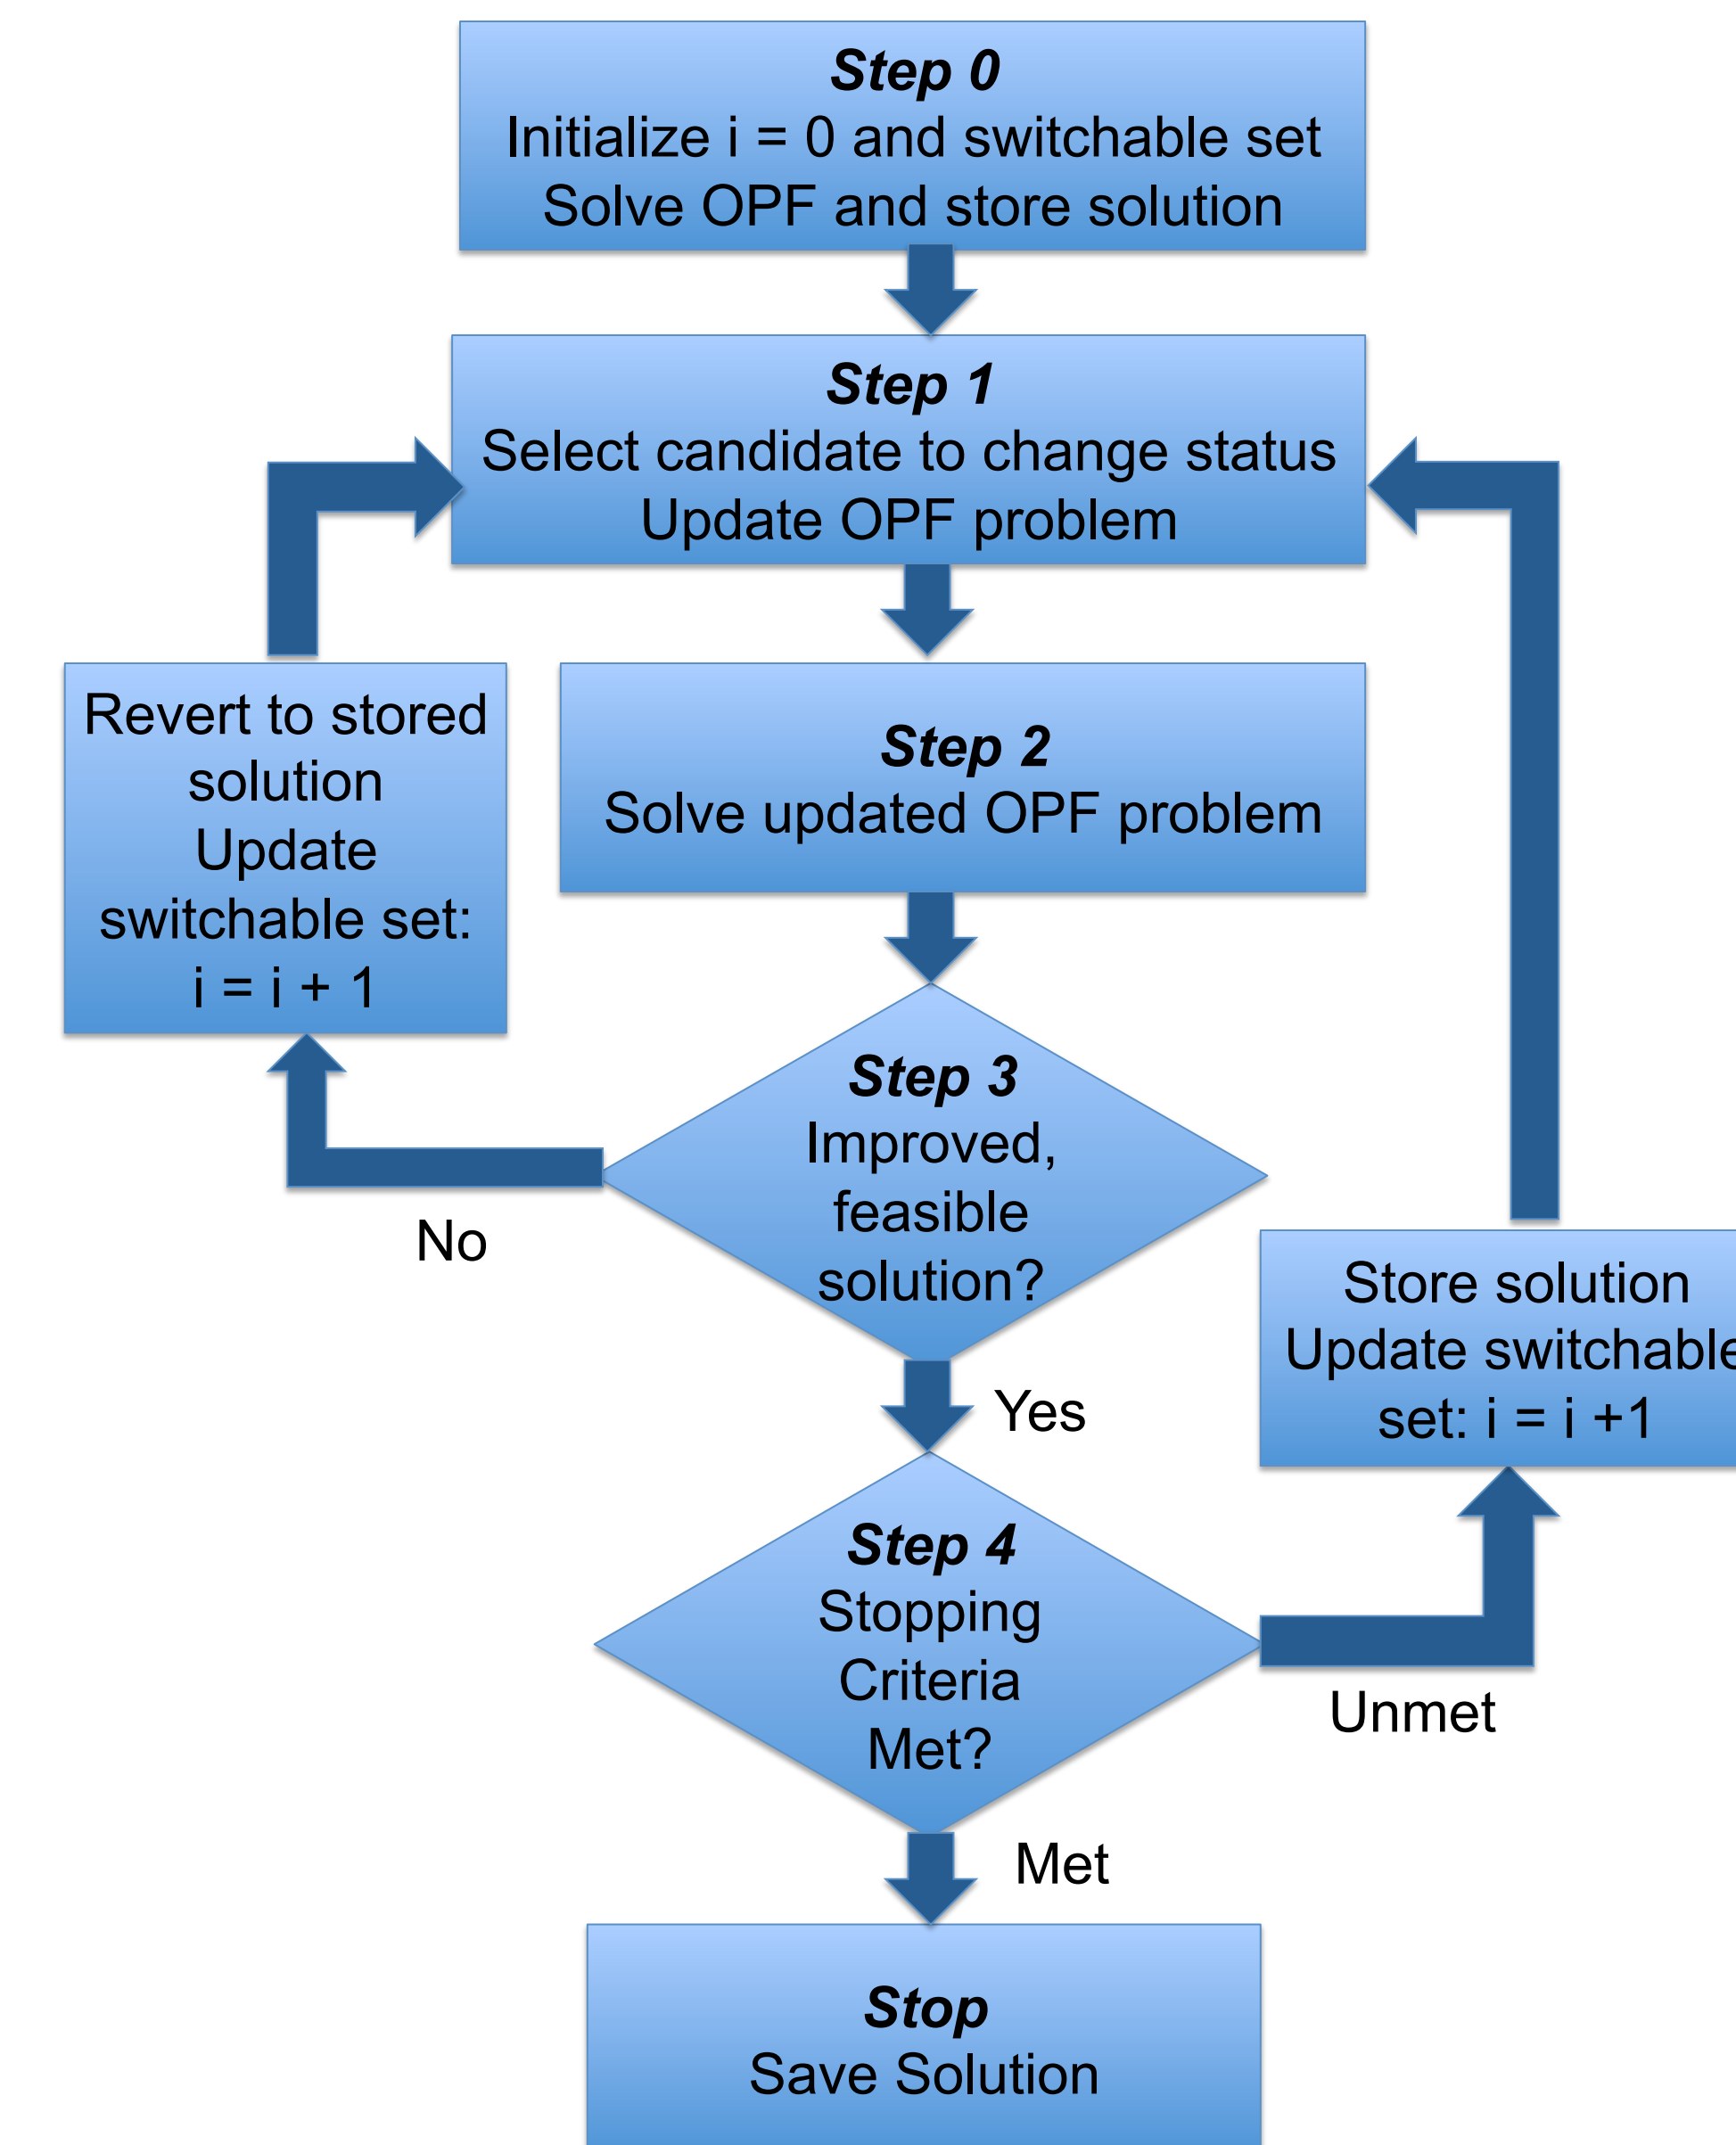 Step 0
Initialize i = 0 and switchable set
Solve OPF and store solution
Step 1
Select candidate to change status
Update OPF problem
Revert to stored
solution
Update
switchable set:
i = i + 1
Step 2
Solve updated OPF problem
Step 3
Improved,
feasible
solution?
No
Yes
Store solution
Update switchable
set: i = i +1
Step 4
Stopping
Criteria
Met?
Unmet
Met
Stop
Save Solution